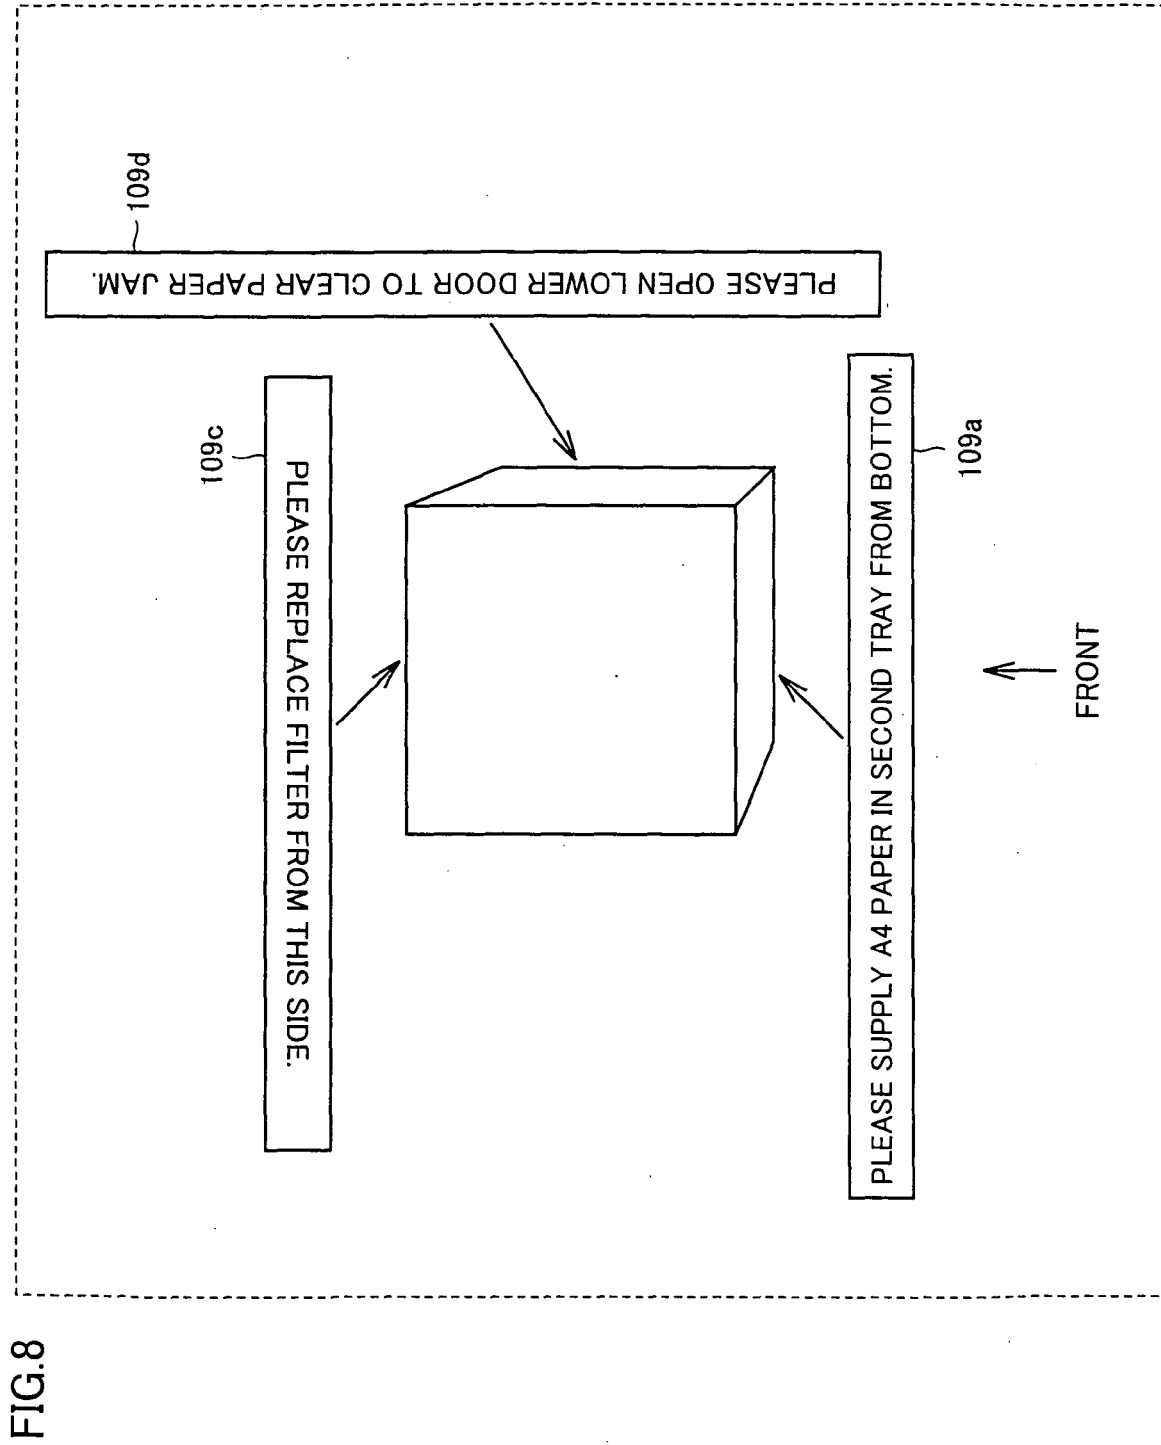 FIG.8
109d
PLEASE OPEN LOWER DOOR TO CLEAR PAPER JAM.
109c
PLEASE REPLACE FILTER FROM THIS SIDE.
PLEASE SUPPLY A4 PAPER IN SECOND TRAY FROM BOTTOM.
109a
FRONT